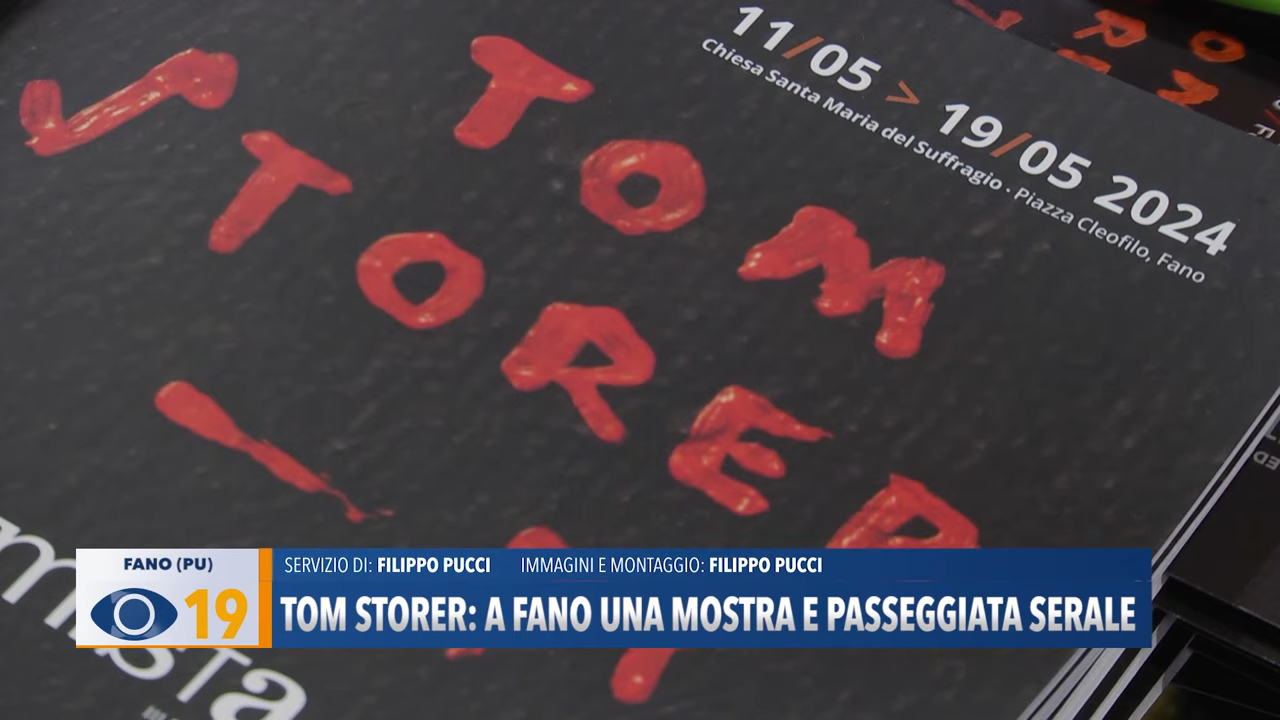 11/05 > 19/05 2024
Chiesa Santa Maria del Suffragio · Piazza Cleofilo, Fano
TOM
STORER
FANO (PU)
19
SERVIZIO DI: FILIPPO PUCCI IMMAGINI E MONTAGGIO: FILIPPO PUCCI
TOM STORER: A FANO UNA MOSTRA E PASSEGGIATA SERALE